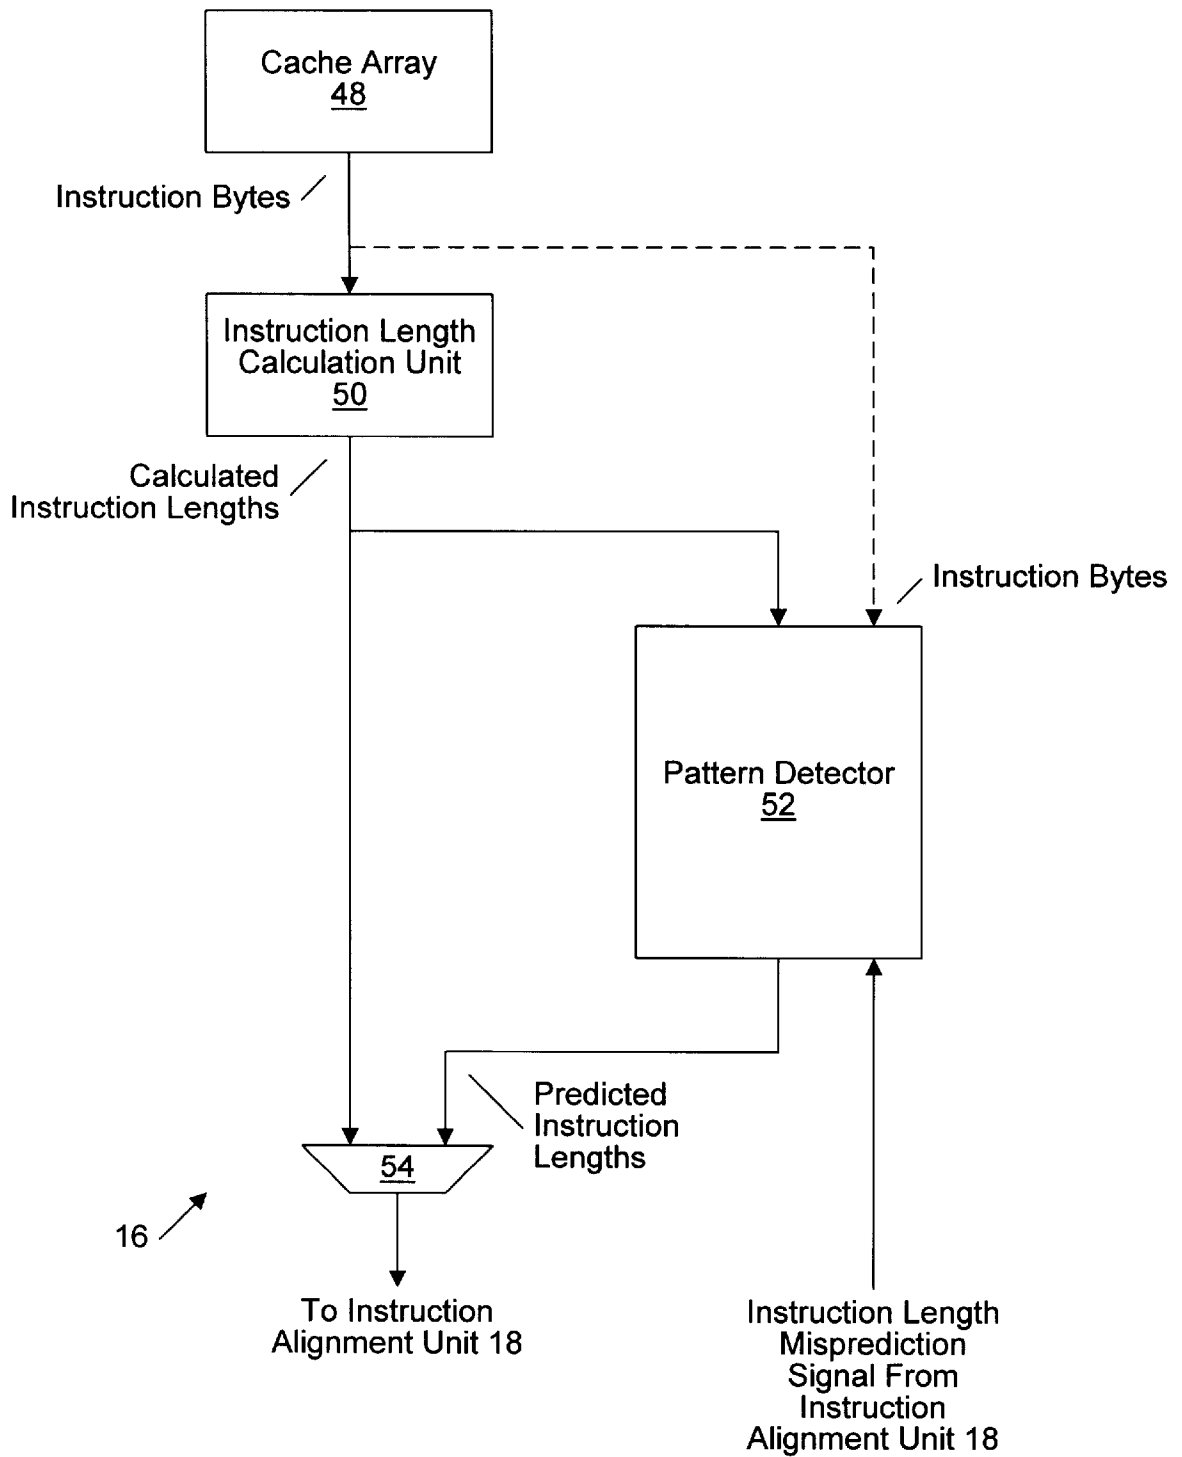 Cache Array
48
Instruction Bytes
Instruction Length
Calculation Unit
50
Calculated
Instruction Lengths
Instruction Bytes
Pattern Detector
52
Predicted
Instruction
Lengths
54
16
To Instruction
Alignment Unit 18
Instruction Length
Misprediction
Signal From
Instruction
Alignment Unit 18